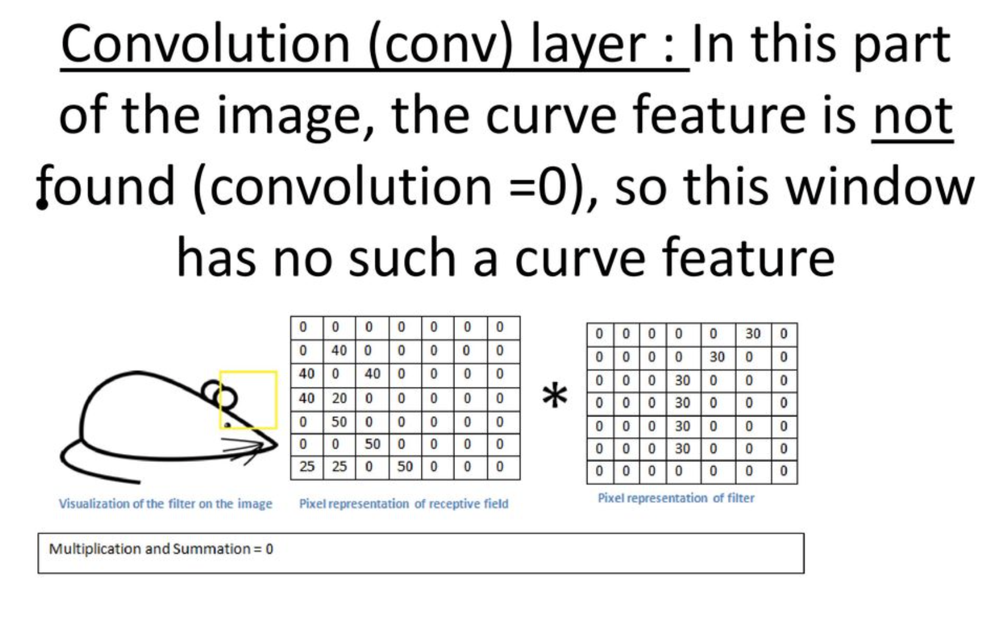 Convolution (conv) layer : In this part
of the image, the curve feature is not
found (convolution =0), so this window
has no such a curve feature
0 0 0 0 0 0 0
0 40 0 0 0 0 0
40 0 40 0 0 0 0
40 20 0 0 0 0 0
0 50 0 0 0 0 0
0 0 50 0 0 0 0
25 25 0 50 0 0 0
*
0 0 0 0 0 30 0
0 0 0 0 30 0 0
0 0 0 30 0 0 0
0 0 0 30 0 0 0
0 0 0 30 0 0 0
0 0 0 30 0 0 0
0 0 0 0 0 0 0
Visualization of the filter on the image
Pixel representation of receptive field
Pixel representation of filter
Multiplication and Summation = 0